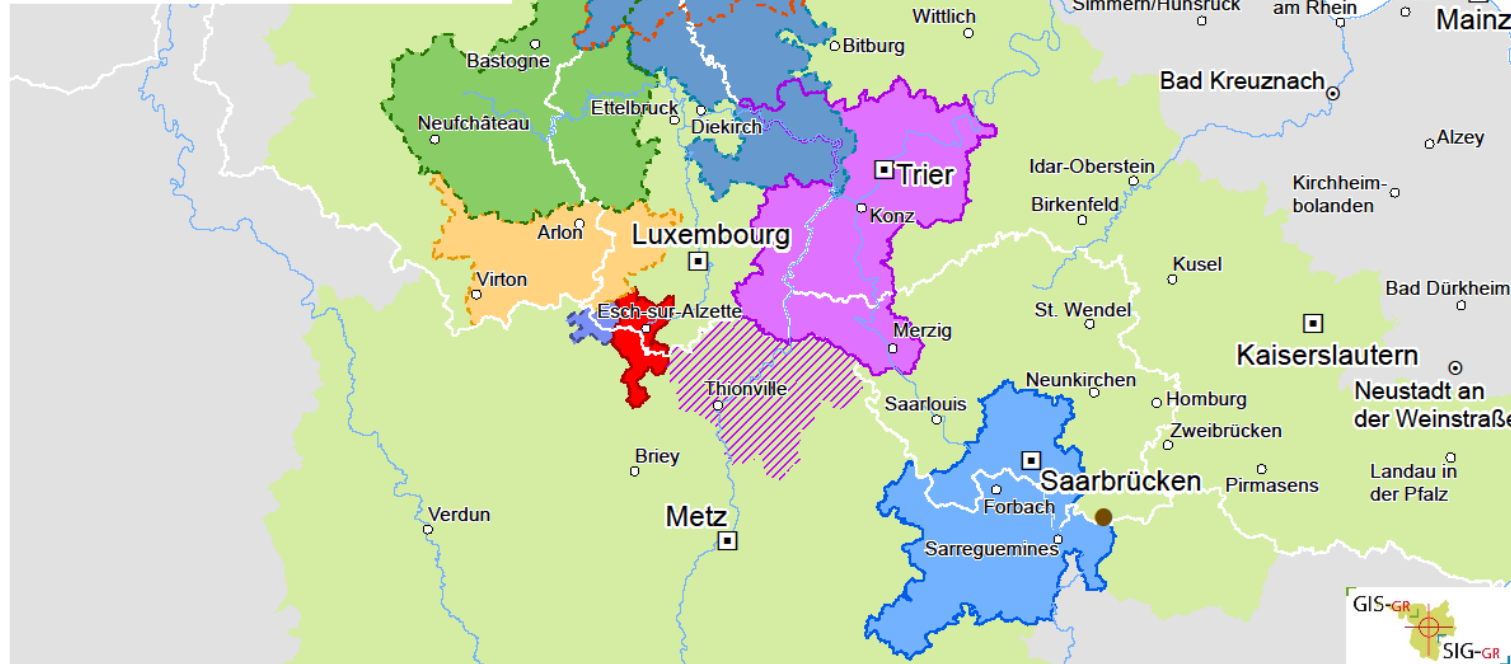 Simmern/Hunsrück
am Rhein
Mainz
Wittlich
Bitburg
Bastogne
Bad Kreuznach
Ettelbruck
Neufchâteau
Diekirch
Alzey
Trier
Idar-Oberstein
Kirchheim-
bolanden
Birkenfeld
Konz
Arlon
Luxembourg
Kusel
Virton
Bad Dürkheim
Esch-sur-Alzette
St. Wendel
Merzig
Kaiserslautern
Neunkirchen
Thionville
Neustadt an
der Weinstraße
Saarlouis
Homburg
Zweibrücken
Briey
Saarbrücken
Pirmasens
Landau in
der Pfalz
Forbach
Verdun
Metz
Sarreguemines
GIS-GR
SIG-GR